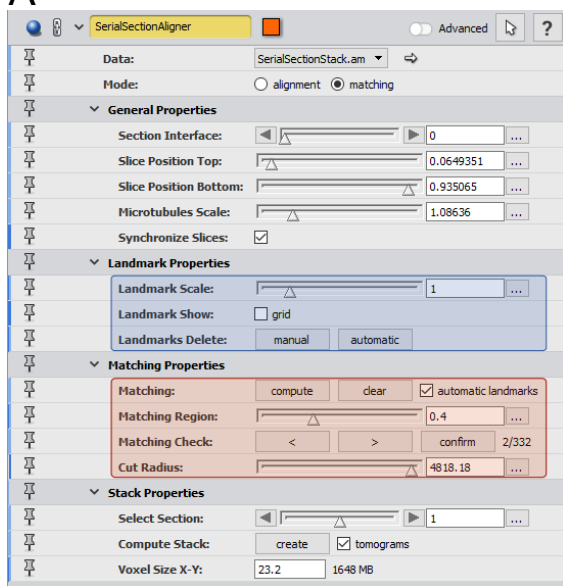 SerialSectionAligner Advanced ?
Data: SerialSectionStack.am
Mode: alignment matching
General Properties
Section Interface: 0 ...
Slice Position Top: 0.0649351 ...
Slice Position Bottom: 0.935065 ...
Microtubules Scale: 1.08636 ...
Synchronize Slices:
Landmark Properties
Landmark Scale: 1 ...
Landmark Show: grid
Landmarks Delete: manual automatic
Matching Properties
Matching: compute clear automatic landmarks
Matching Region: 0.4 ...
Matching Check: < > confirm 2/332
Cut Radius: 4818.18 ...
Stack Properties
Select Section: 1 ...
Compute Stack: create tomograms
Voxel Size X-Y: 23.2 1648 MB